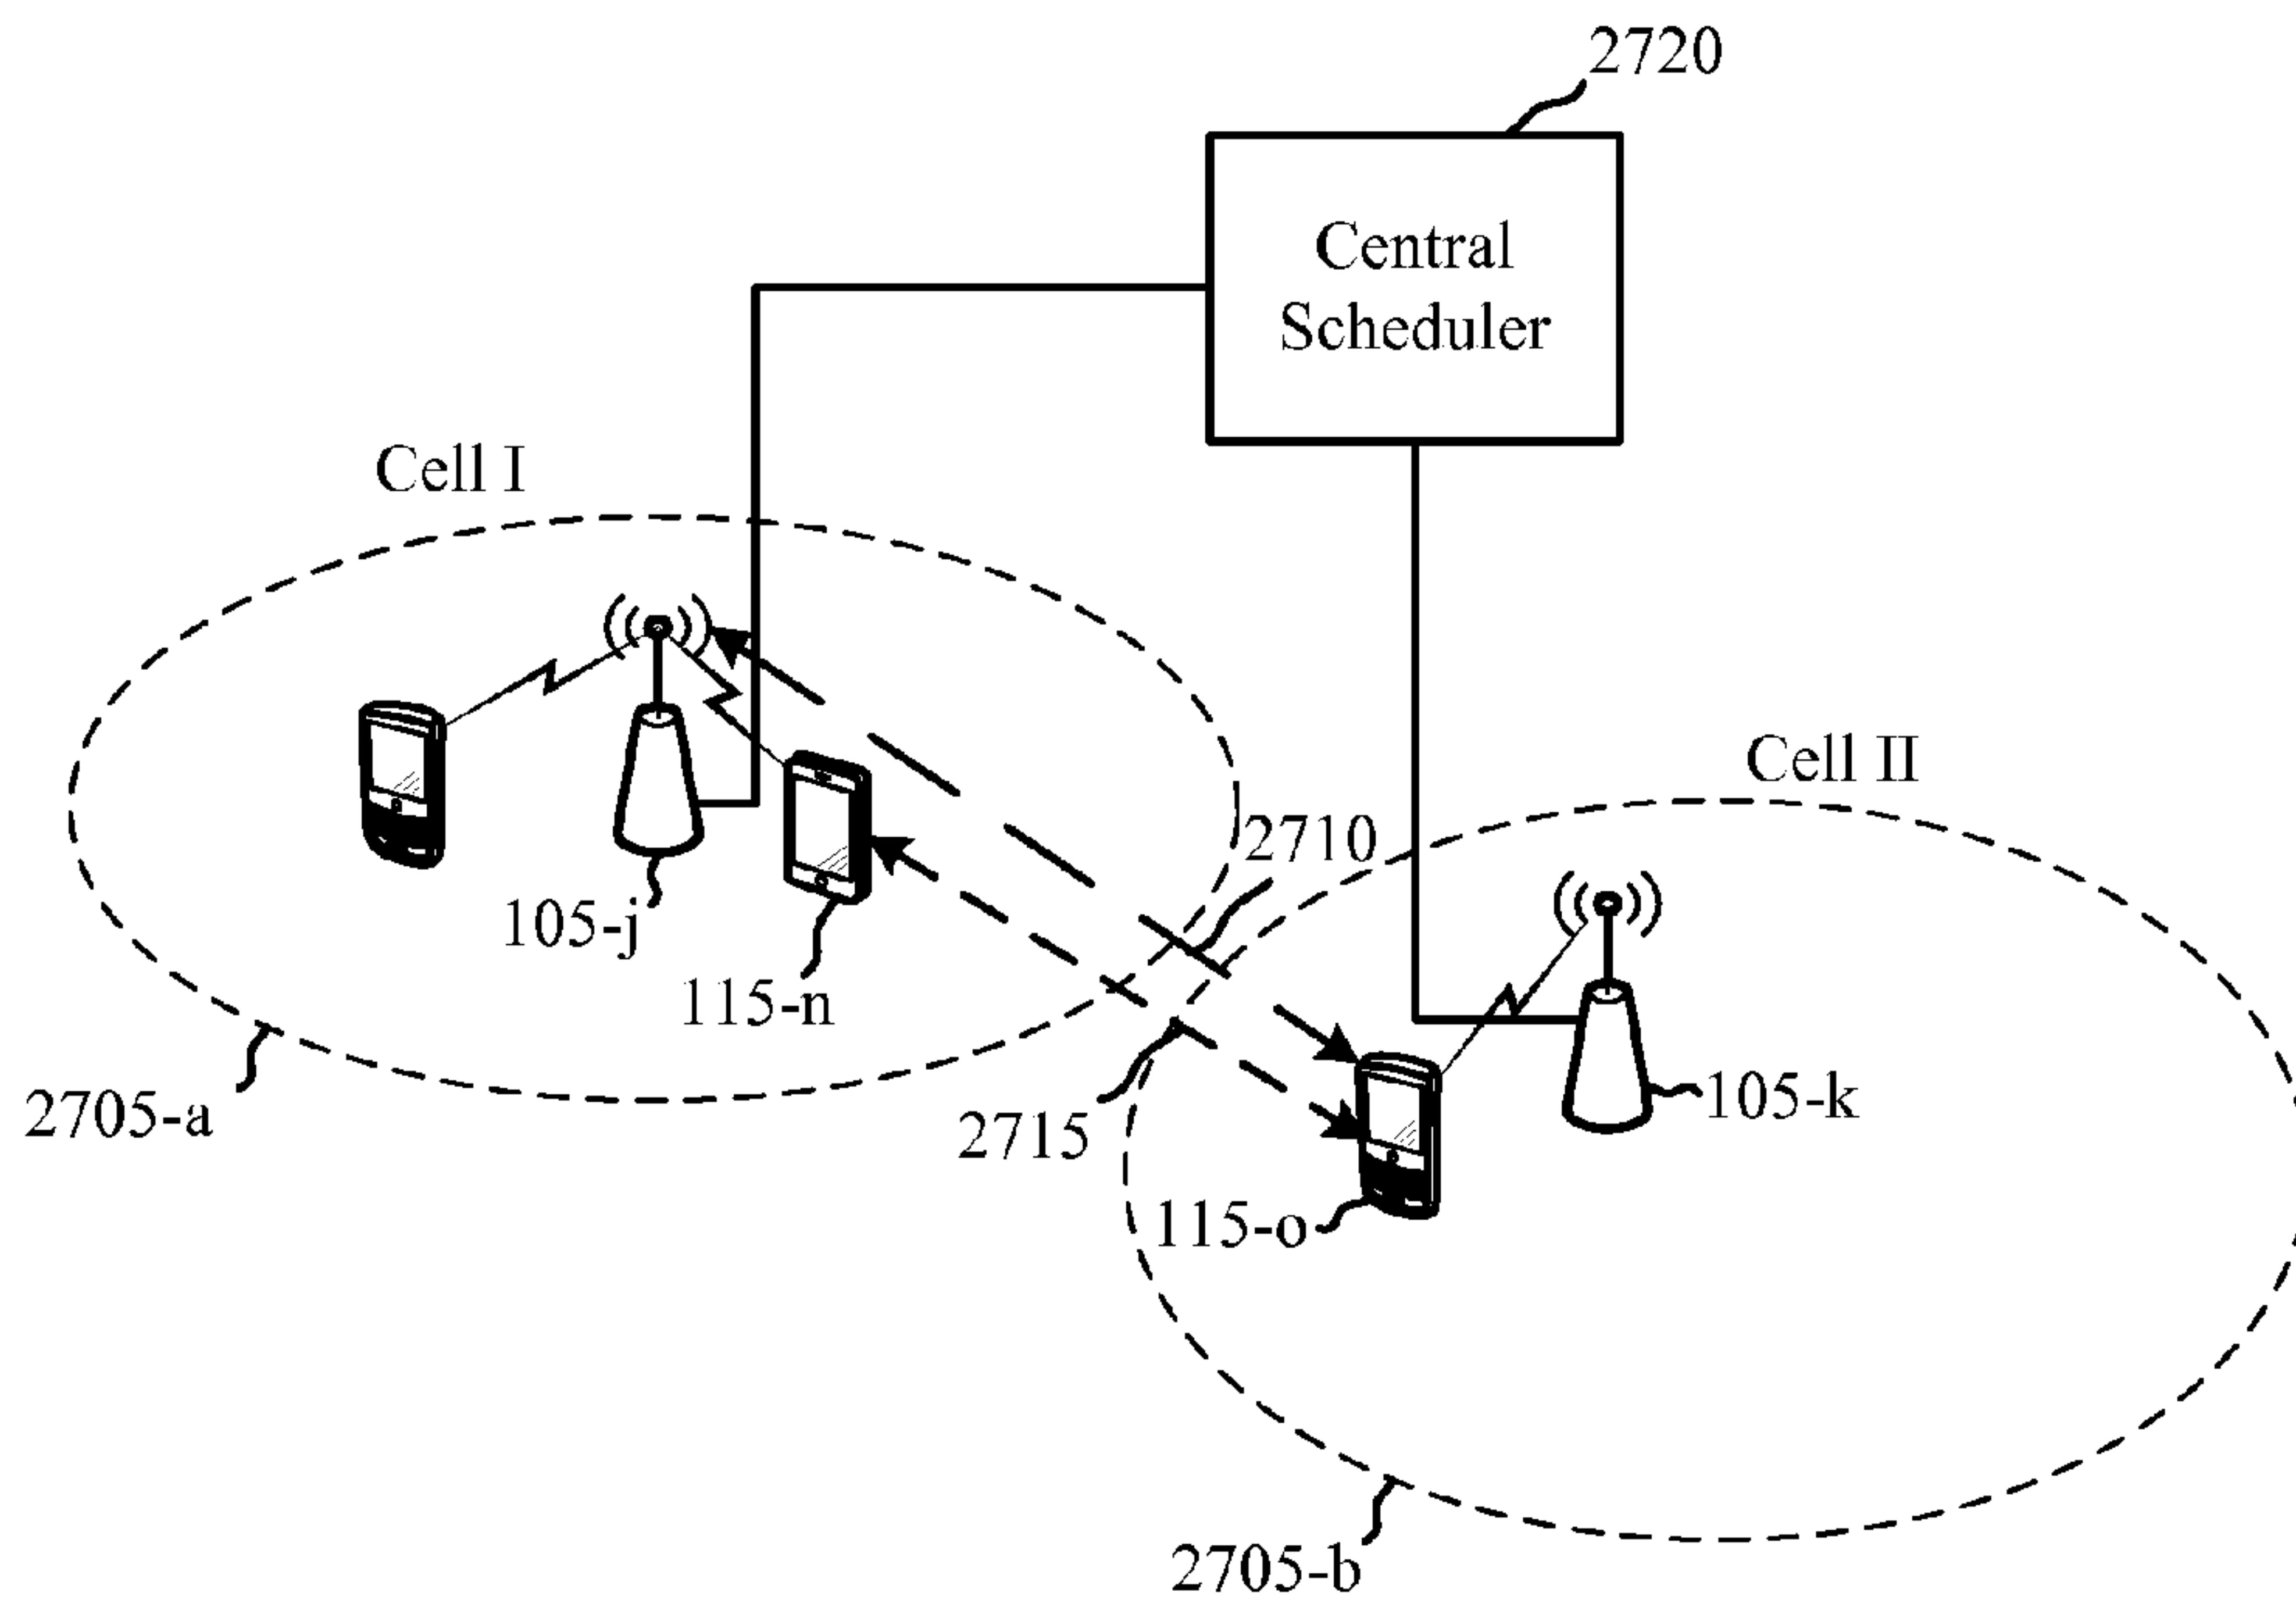 2720
Central
Scheduler
Cell I
Cell II
2710
105-j
115-n
2705-a
2715
105-k
115-o
2705-b